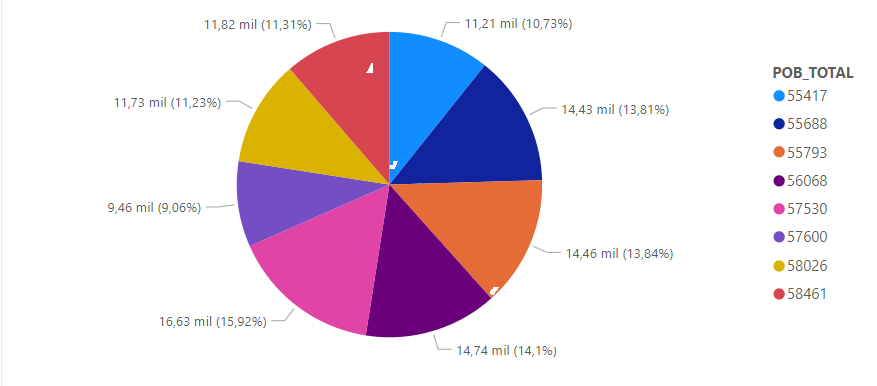 11,82 mil (11,31%)
11,21 mil (10,73%)
11,73 mil (11,23%)
14,43 mil (13,81%)
9,46 mil (9,06%)
14,46 mil (13,84%)
16,63 mil (15,92%)
14,74 mil (14,1%)
POB_TOTAL
55417
55688
55793
56068
57530
57600
58026
58461